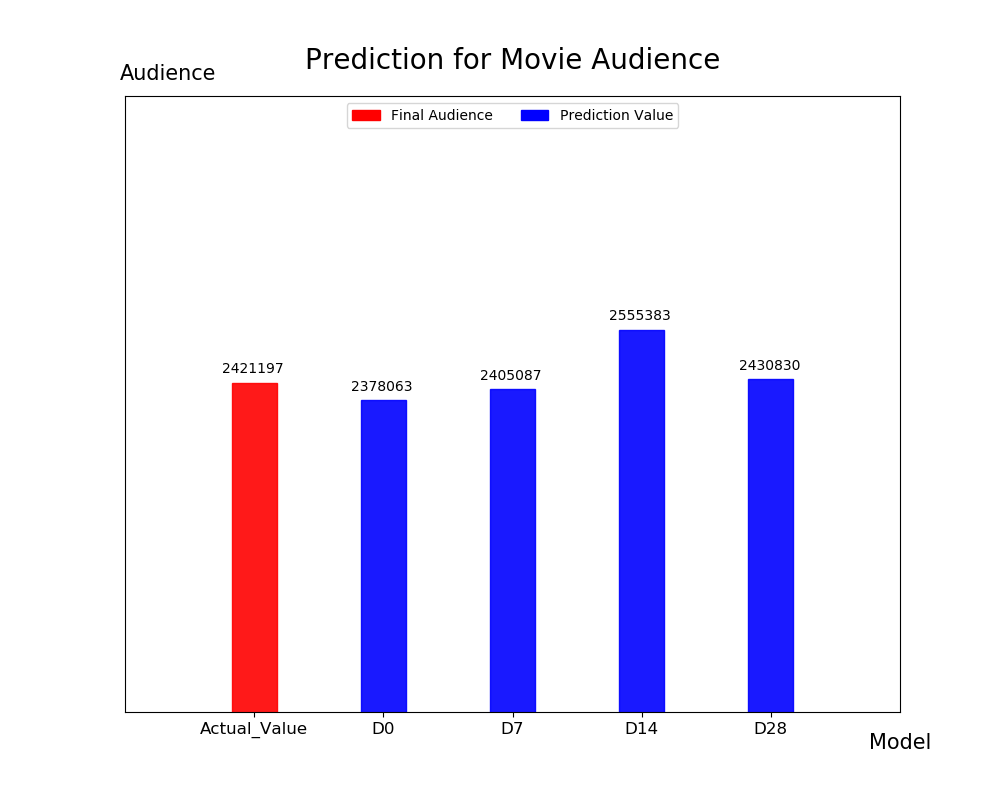 Prediction for Movie Audience
Audience
Final Audience Prediction Value
2421197
2378063
2405087
2555383
2430830
Actual_Value D0 D7 D14 D28
Model